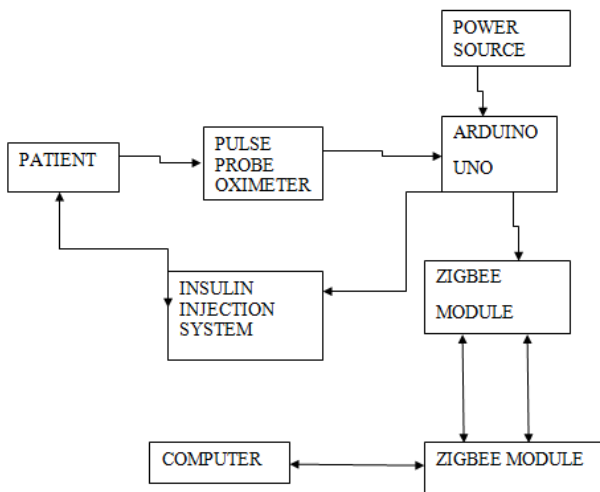 POWER
SOURCE
ARDUINO
UNO
PULSE
PROBE
OXIMETER
PATIENT
INSULIN
INJECTION
SYSTEM
ZIGBEE
MODULE
COMPUTER
ZIGBEE MODULE